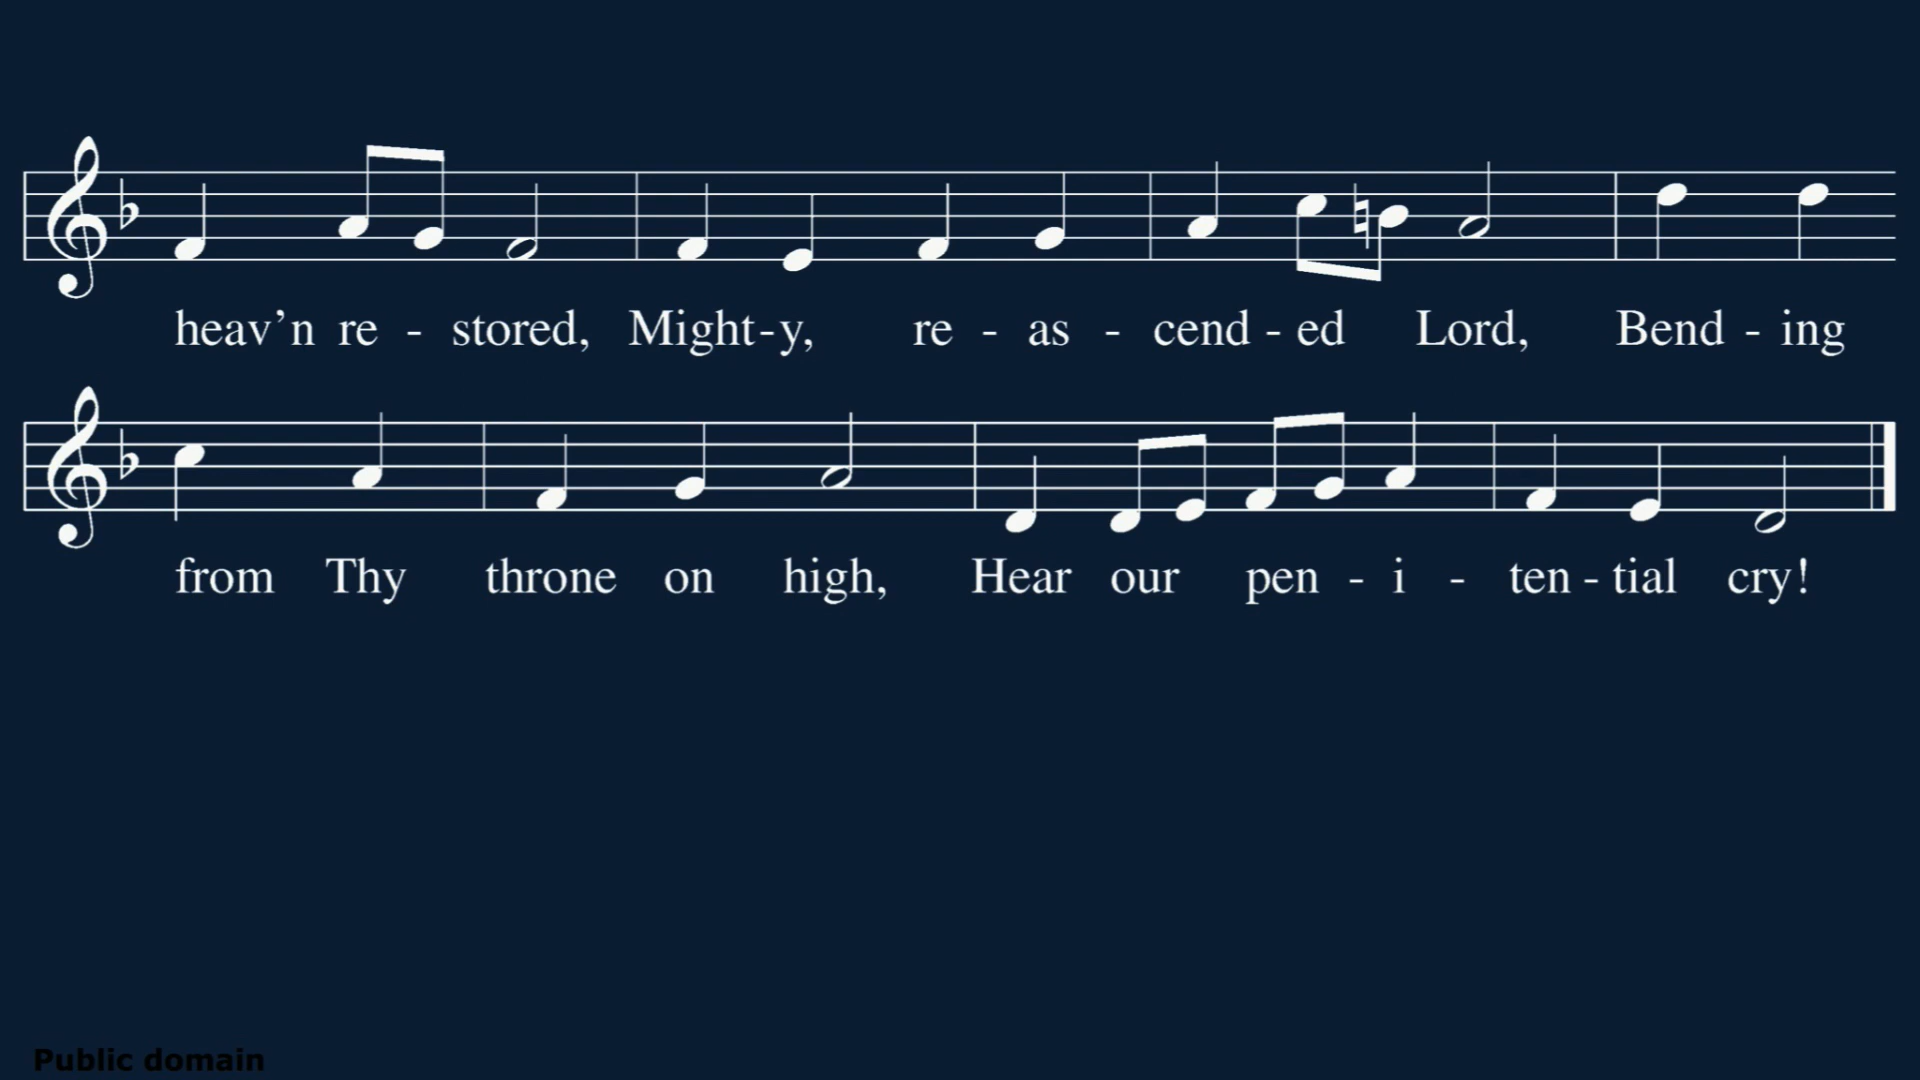 heav’n re - stored, Might-y, re - as - cend - ed Lord, Bend - ing
from Thy throne on high, Hear our pen - i - ten - tial cry!
Public domain